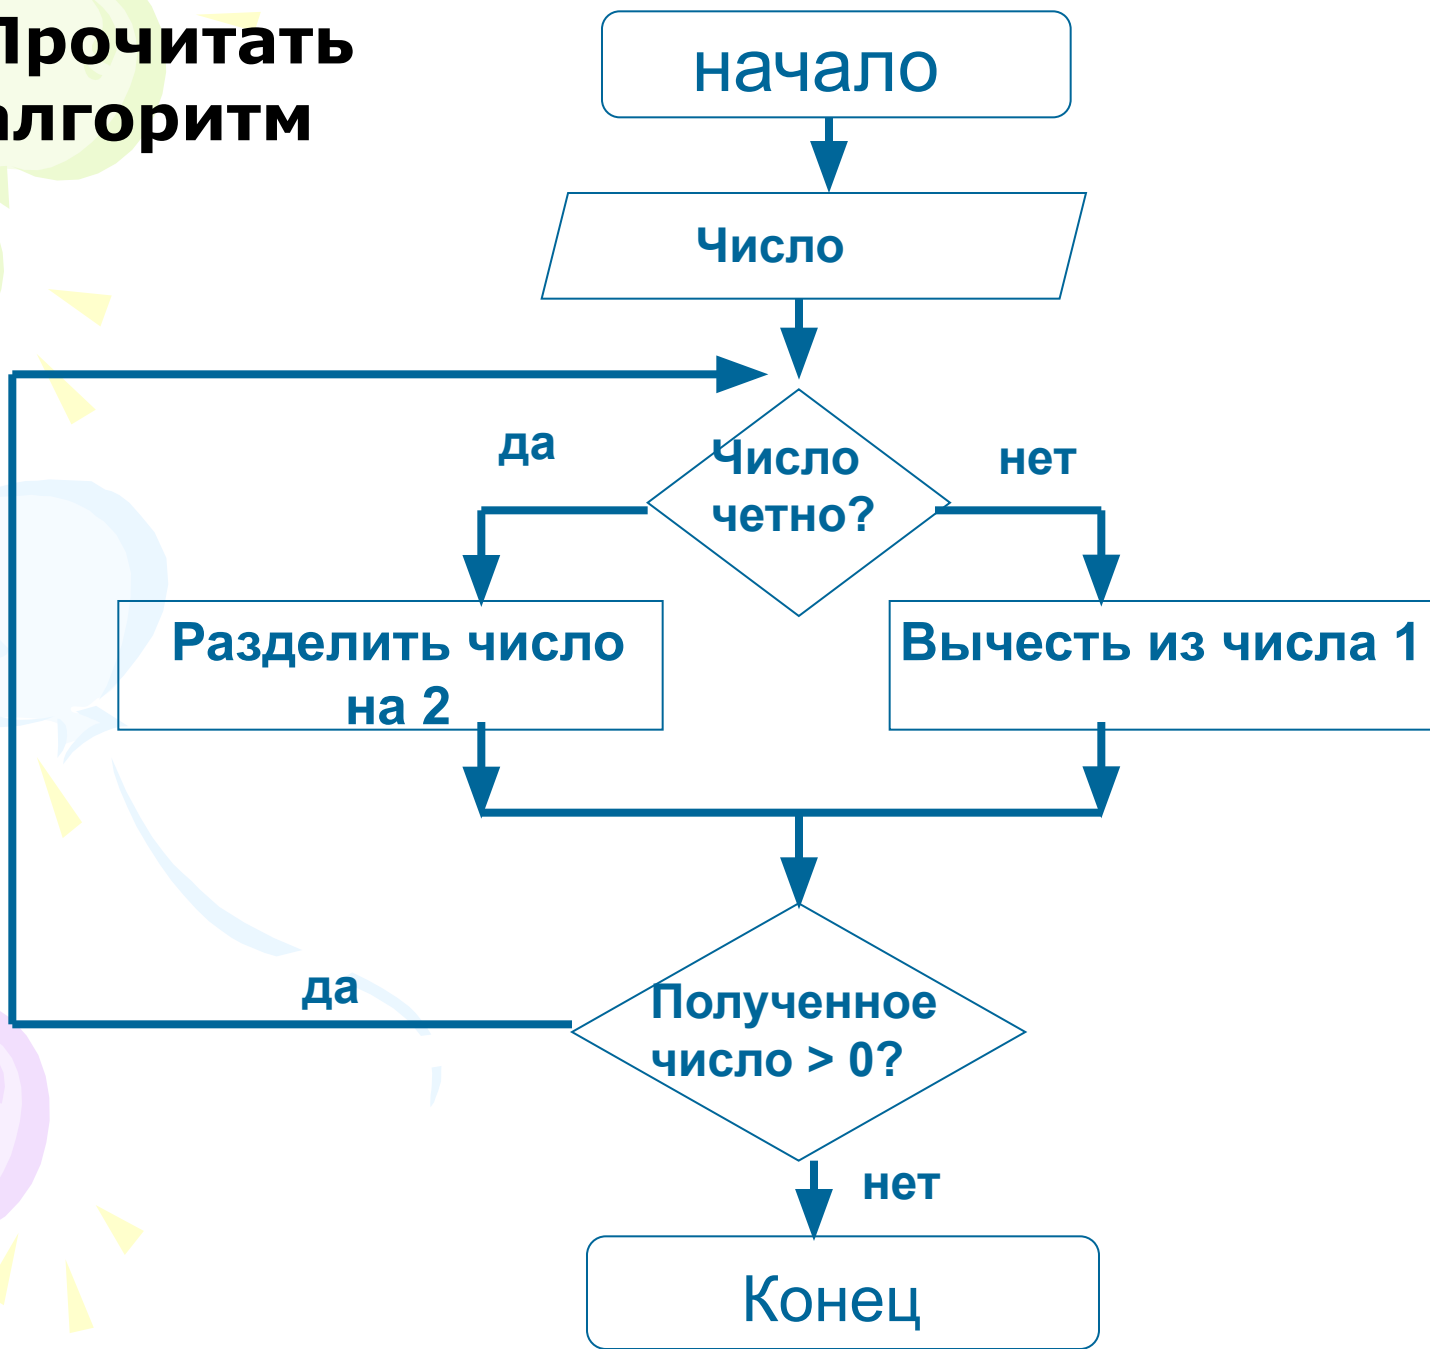 Прочитать
алгоритм
начало
Число
да
Число
четно?
нет
Разделить число
на 2
Вычесть из числа 1
да
Полученное
число > 0?
нет
Конец